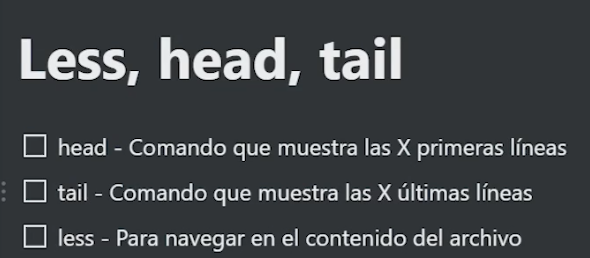 Less, head, tail
head - Comando que muestra las X primeras líneas
tail - Comando que muestra las X últimas líneas
less - Para navegar en el contenido del archivo